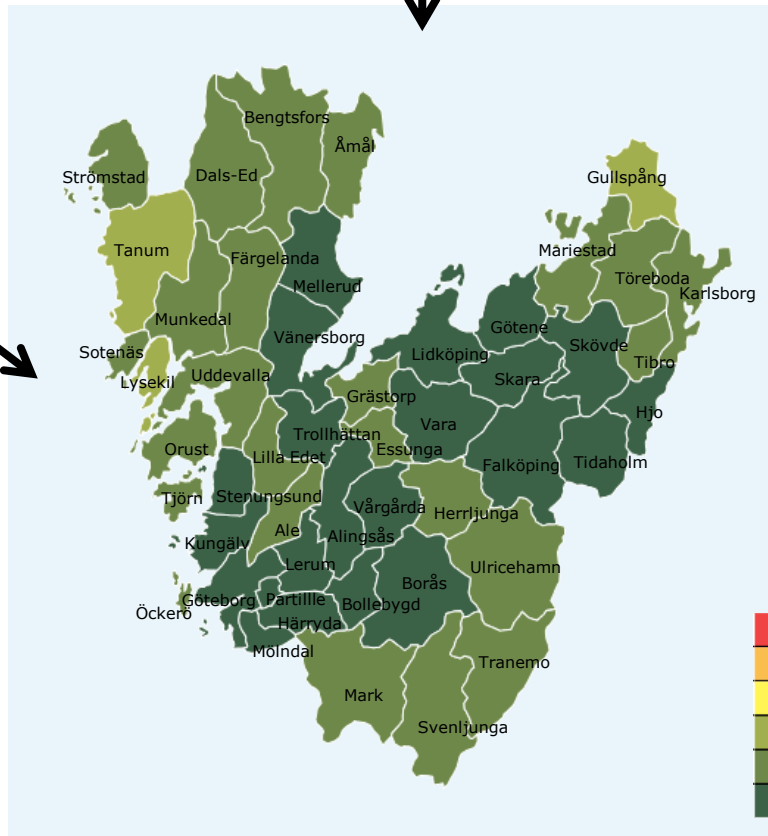 Bengtsfors
Åmål
Strömstad
Dals-Ed
Gullspång
Tanum
Färgelanda
Mariestad
Mellerud
Töreboda
Karlsborg
Munkedal
Vänersborg
Götene
Skövde
Sotenäs
Lidköping
Tibro
Lysekil
Uddevalla
Skara
Grästorp
Hjo
Vara
Trollhättan
Orust
Essunga
Lilla Edet
Falköping
Tidaholm
Tjörn
Stenungsund
Vårgårda
Herrljunga
Ale
Alingsås
Kungälv
Lerum
Ulricehamn
Borås
Göteborg
Partillle
Bollebygd
Öckerö
Härryda
Mölndal
Tranemo
Mark
Svenljunga